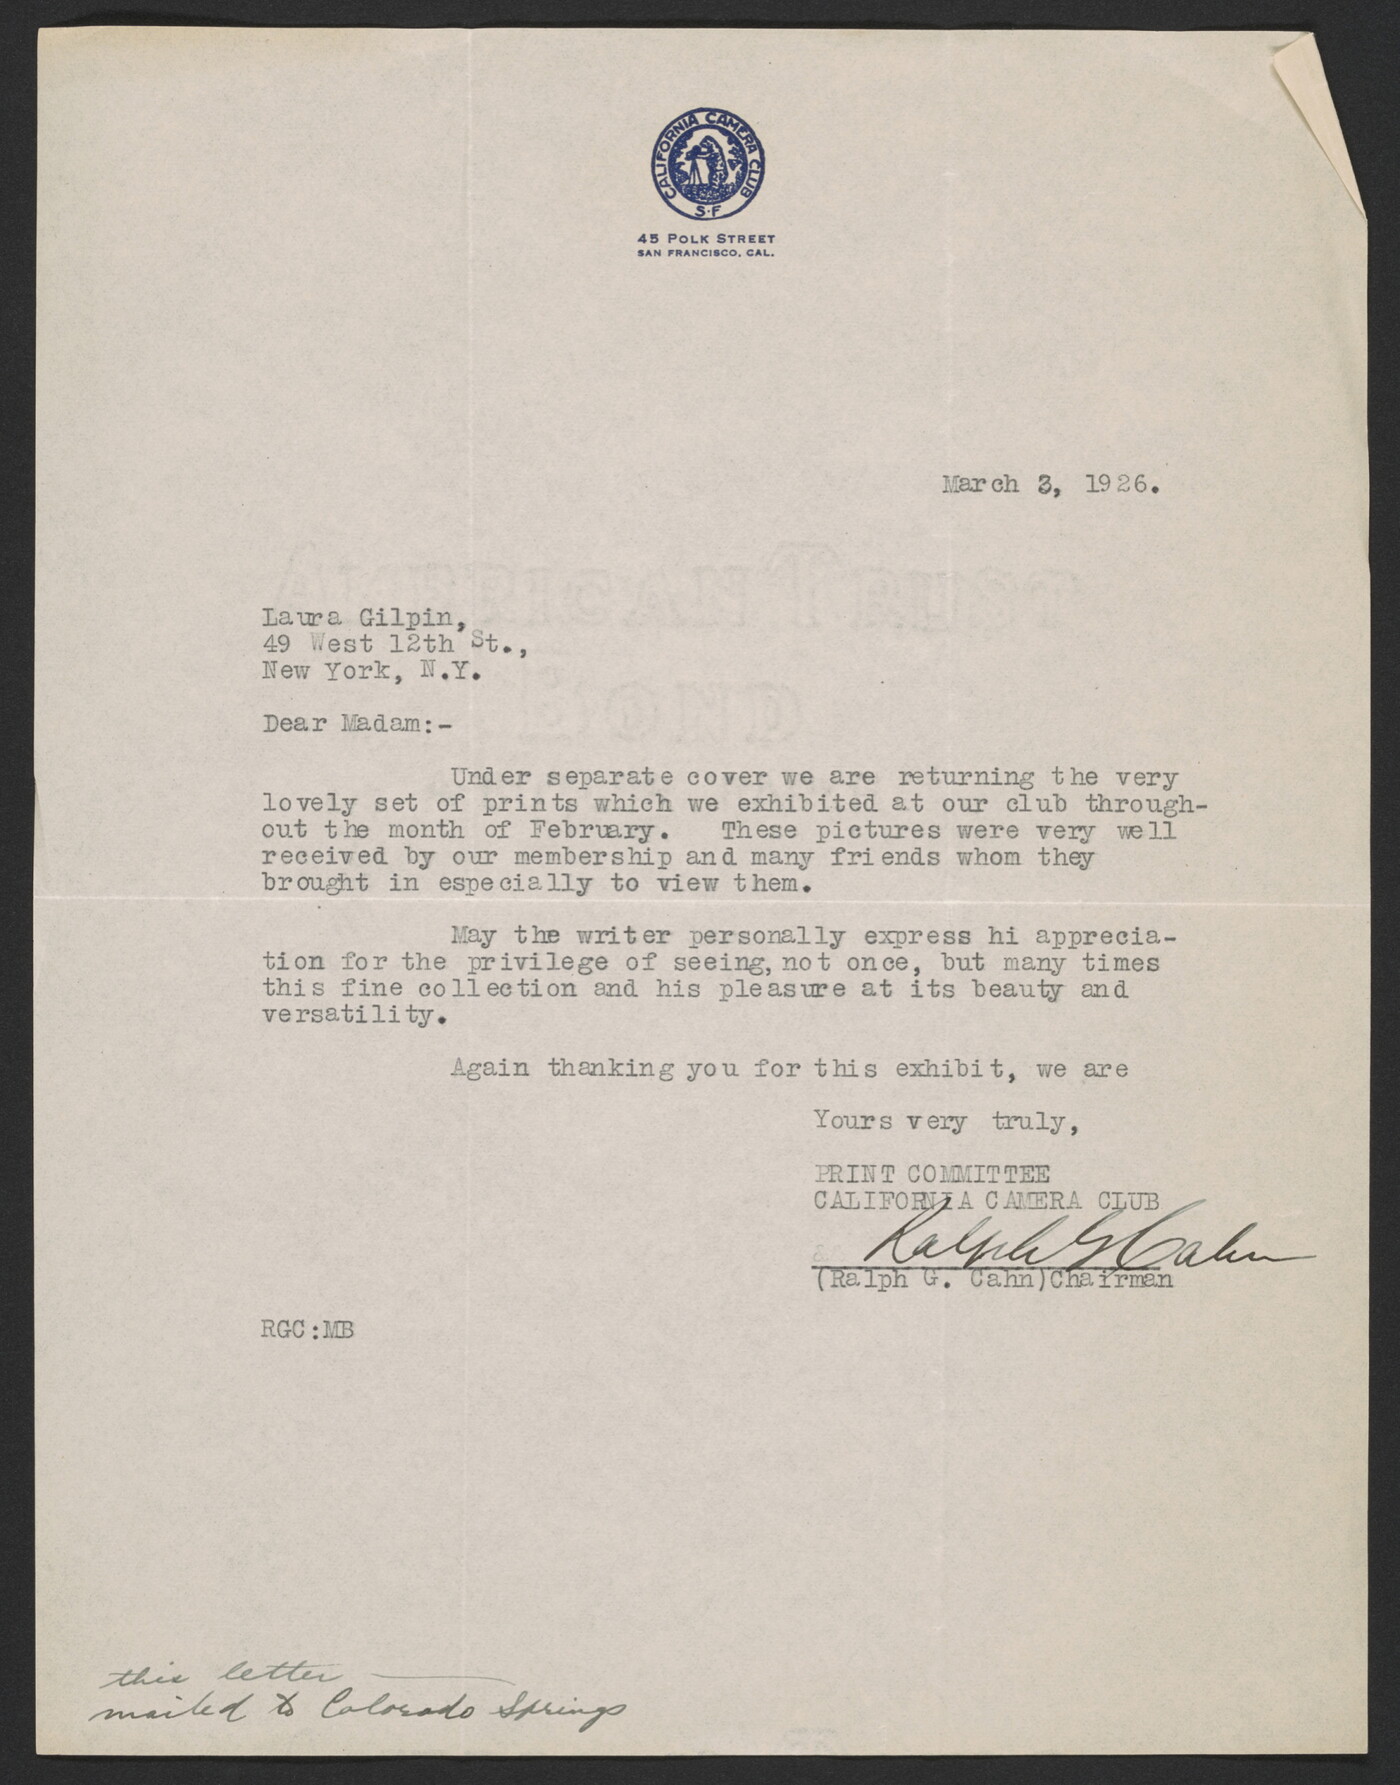 CALIFORNIA CAMERA CLUB
S·F
45 POLK STREET
SAN FRANCISCO, CAL.
March 3, 1926.
Laura Gilpin,
49 West 12th St.,
New York, N.Y.
Dear Madam:-
Under separate cover we are returning the very
lovely set of prints which we exhibited at our club through-
out the month of February. These pictures were very well
received by our membership and many friends whom they
brought in especially to view them.
May the writer personally express hi apprecia-
tion for the privilege of seeing, not once, but many times
this fine collection and his pleasure at its beauty and
versatility.
Again thanking you for this exhibit, we are
Yours very truly,
PRINT COMMITTEE
CALIFORNIA CAMERA CLUB
Ralph G Cahn
(Ralph G. Cahn)Chairman
RGC:MB
this letter —
mailed to Colorado Springs